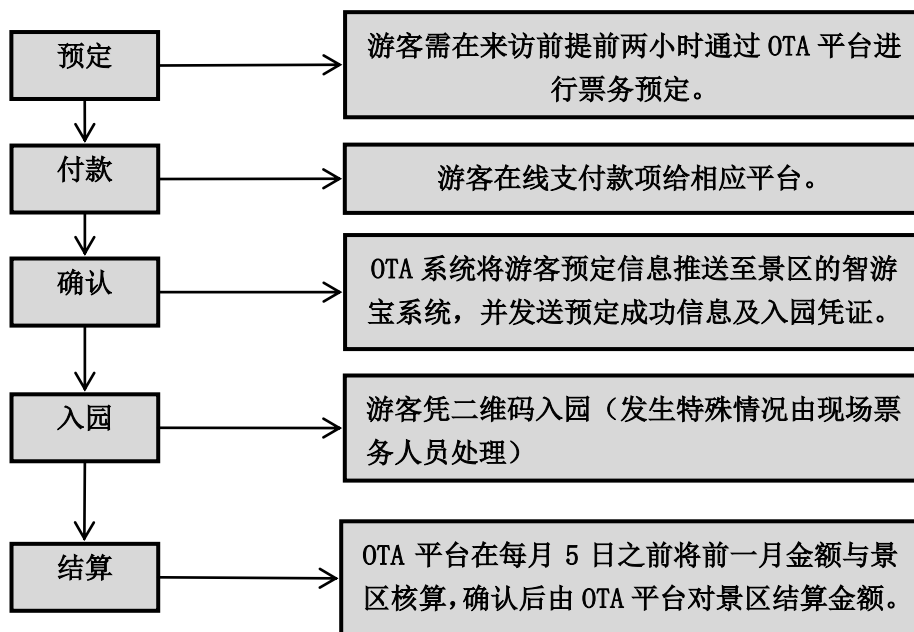 预定
游客需在来访前提前两小时通过 OTA 平台进
行票务预定。
付款
游客在线支付款项给相应平台。
确认
OTA 系统将游客预定信息推送至景区的智游
宝系统，并发送预定成功信息及入园凭证。
入园
游客凭二维码入园（发生特殊情况由现场票
务人员处理）
结算
OTA 平台在每月 5 日之前将前一月金额与景
区核算,确认后由 OTA 平台对景区结算金额。